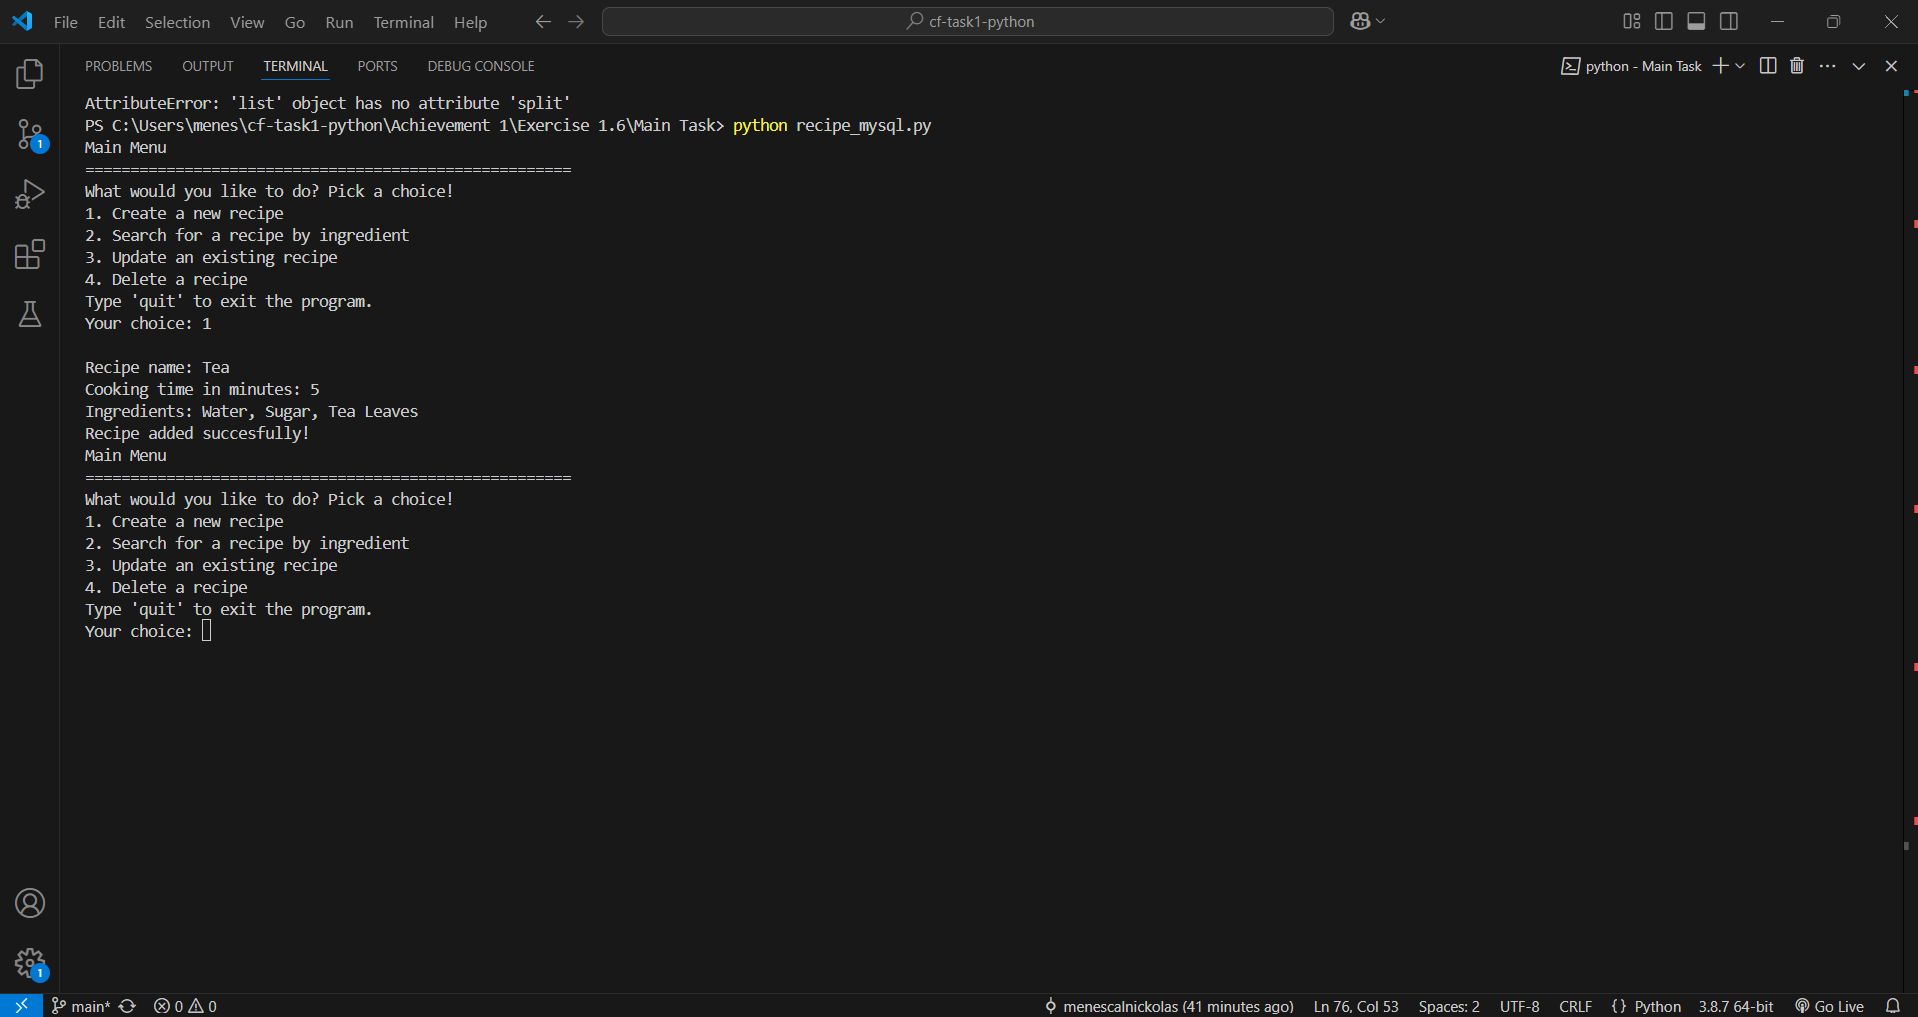 File Edit Selection View Go Run Terminal Help cf-task1-python
PROBLEMS OUTPUT TERMINAL PORTS DEBUG CONSOLE python - Main Task
AttributeError: 'list' object has no attribute 'split'
PS C:\Users\menes\cf-task1-python\Achievement 1\Exercise 1.6\Main Task> python recipe_mysql.py
Main Menu
======================================================
What would you like to do? Pick a choice!
1. Create a new recipe
2. Search for a recipe by ingredient
3. Update an existing recipe
4. Delete a recipe
Type 'quit' to exit the program.
Your choice: 1
Recipe name: Tea
Cooking time in minutes: 5
Ingredients: Water, Sugar, Tea Leaves
Recipe added succesfully!
Main Menu
======================================================
What would you like to do? Pick a choice!
1. Create a new recipe
2. Search for a recipe by ingredient
3. Update an existing recipe
4. Delete a recipe
Type 'quit' to exit the program.
Your choice:
1
1
main* 0 0 menescalnickolas (41 minutes ago) Ln 76, Col 53 Spaces: 2 UTF-8 CRLF {} Python 3.8.7 64-bit Go Live